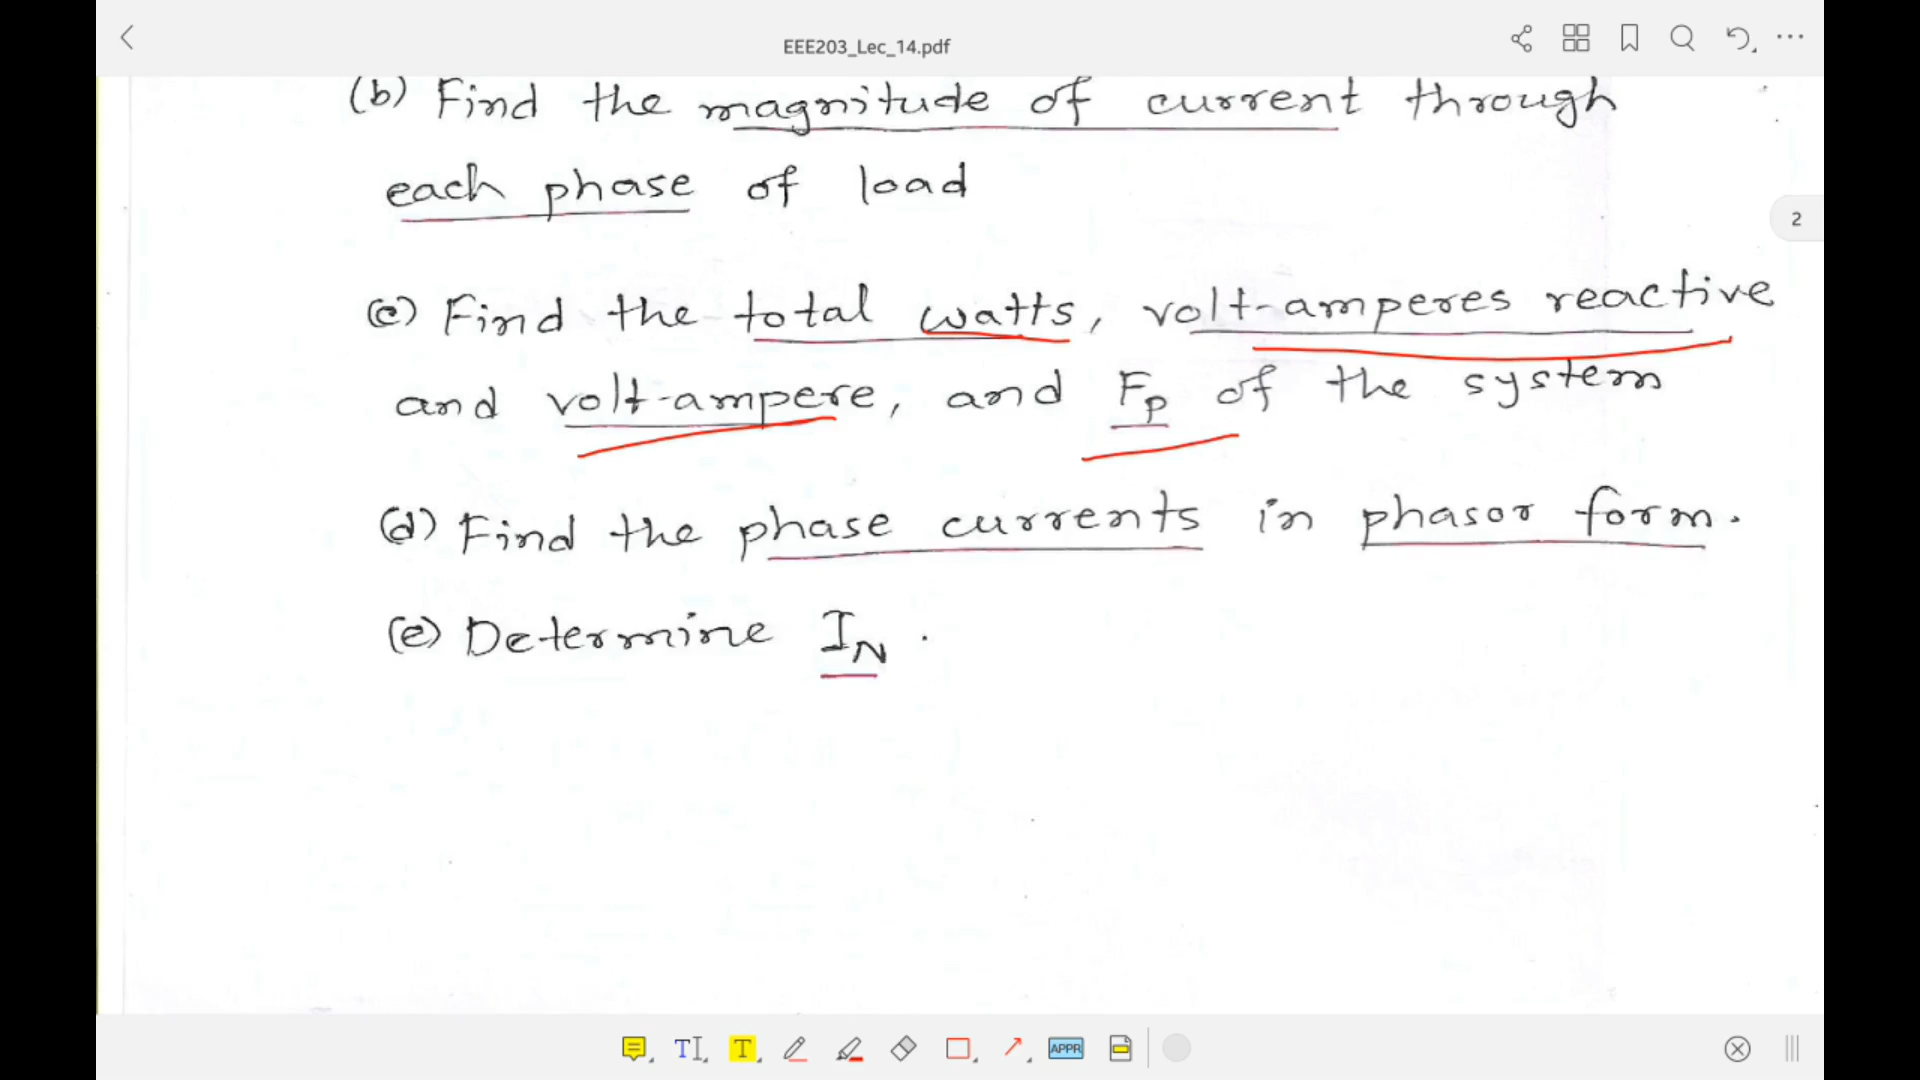 EEE203_Lec_14.pdf
(b) Find the magnitude of current through
each phase of load
2
(c) Find the total watts, volt-amperes reactive
and volt-ampere, and Fp of the system
(d) Find the phase currents in phasor form.
(e) Determine IN .
T
T
APPR